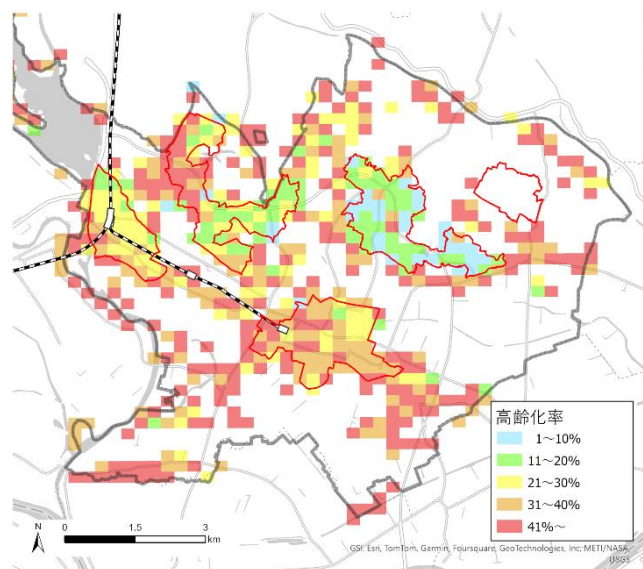 高齢化率
1~10%
11~20%
21~30%
31~40%
41%~
N
0 1.5 3
km
GSI, Esri, TomTom, Garmin, Foursquare, GeoTechnologies, Inc, METI/NASA,
USGS